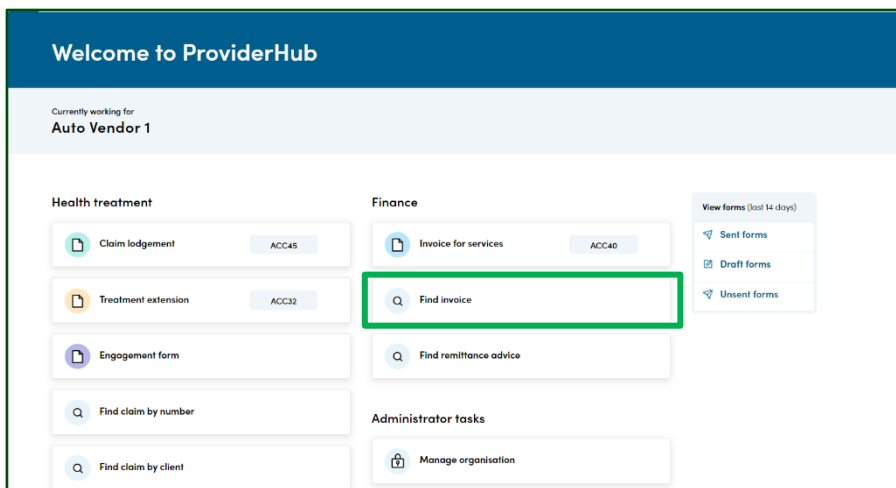 Welcome to ProviderHub
Currently working for
Auto Vendor 1
Health treatment
Claim lodgement ACC45
Treatment extension ACC32
Engagement form
Find claim by number
Find claim by client
Finance
Invoice for services ACC40
Find invoice
Find remittance advice
Administrator tasks
Manage organisation
View forms (last 14 days)
Sent forms
Draft forms
Unsent forms